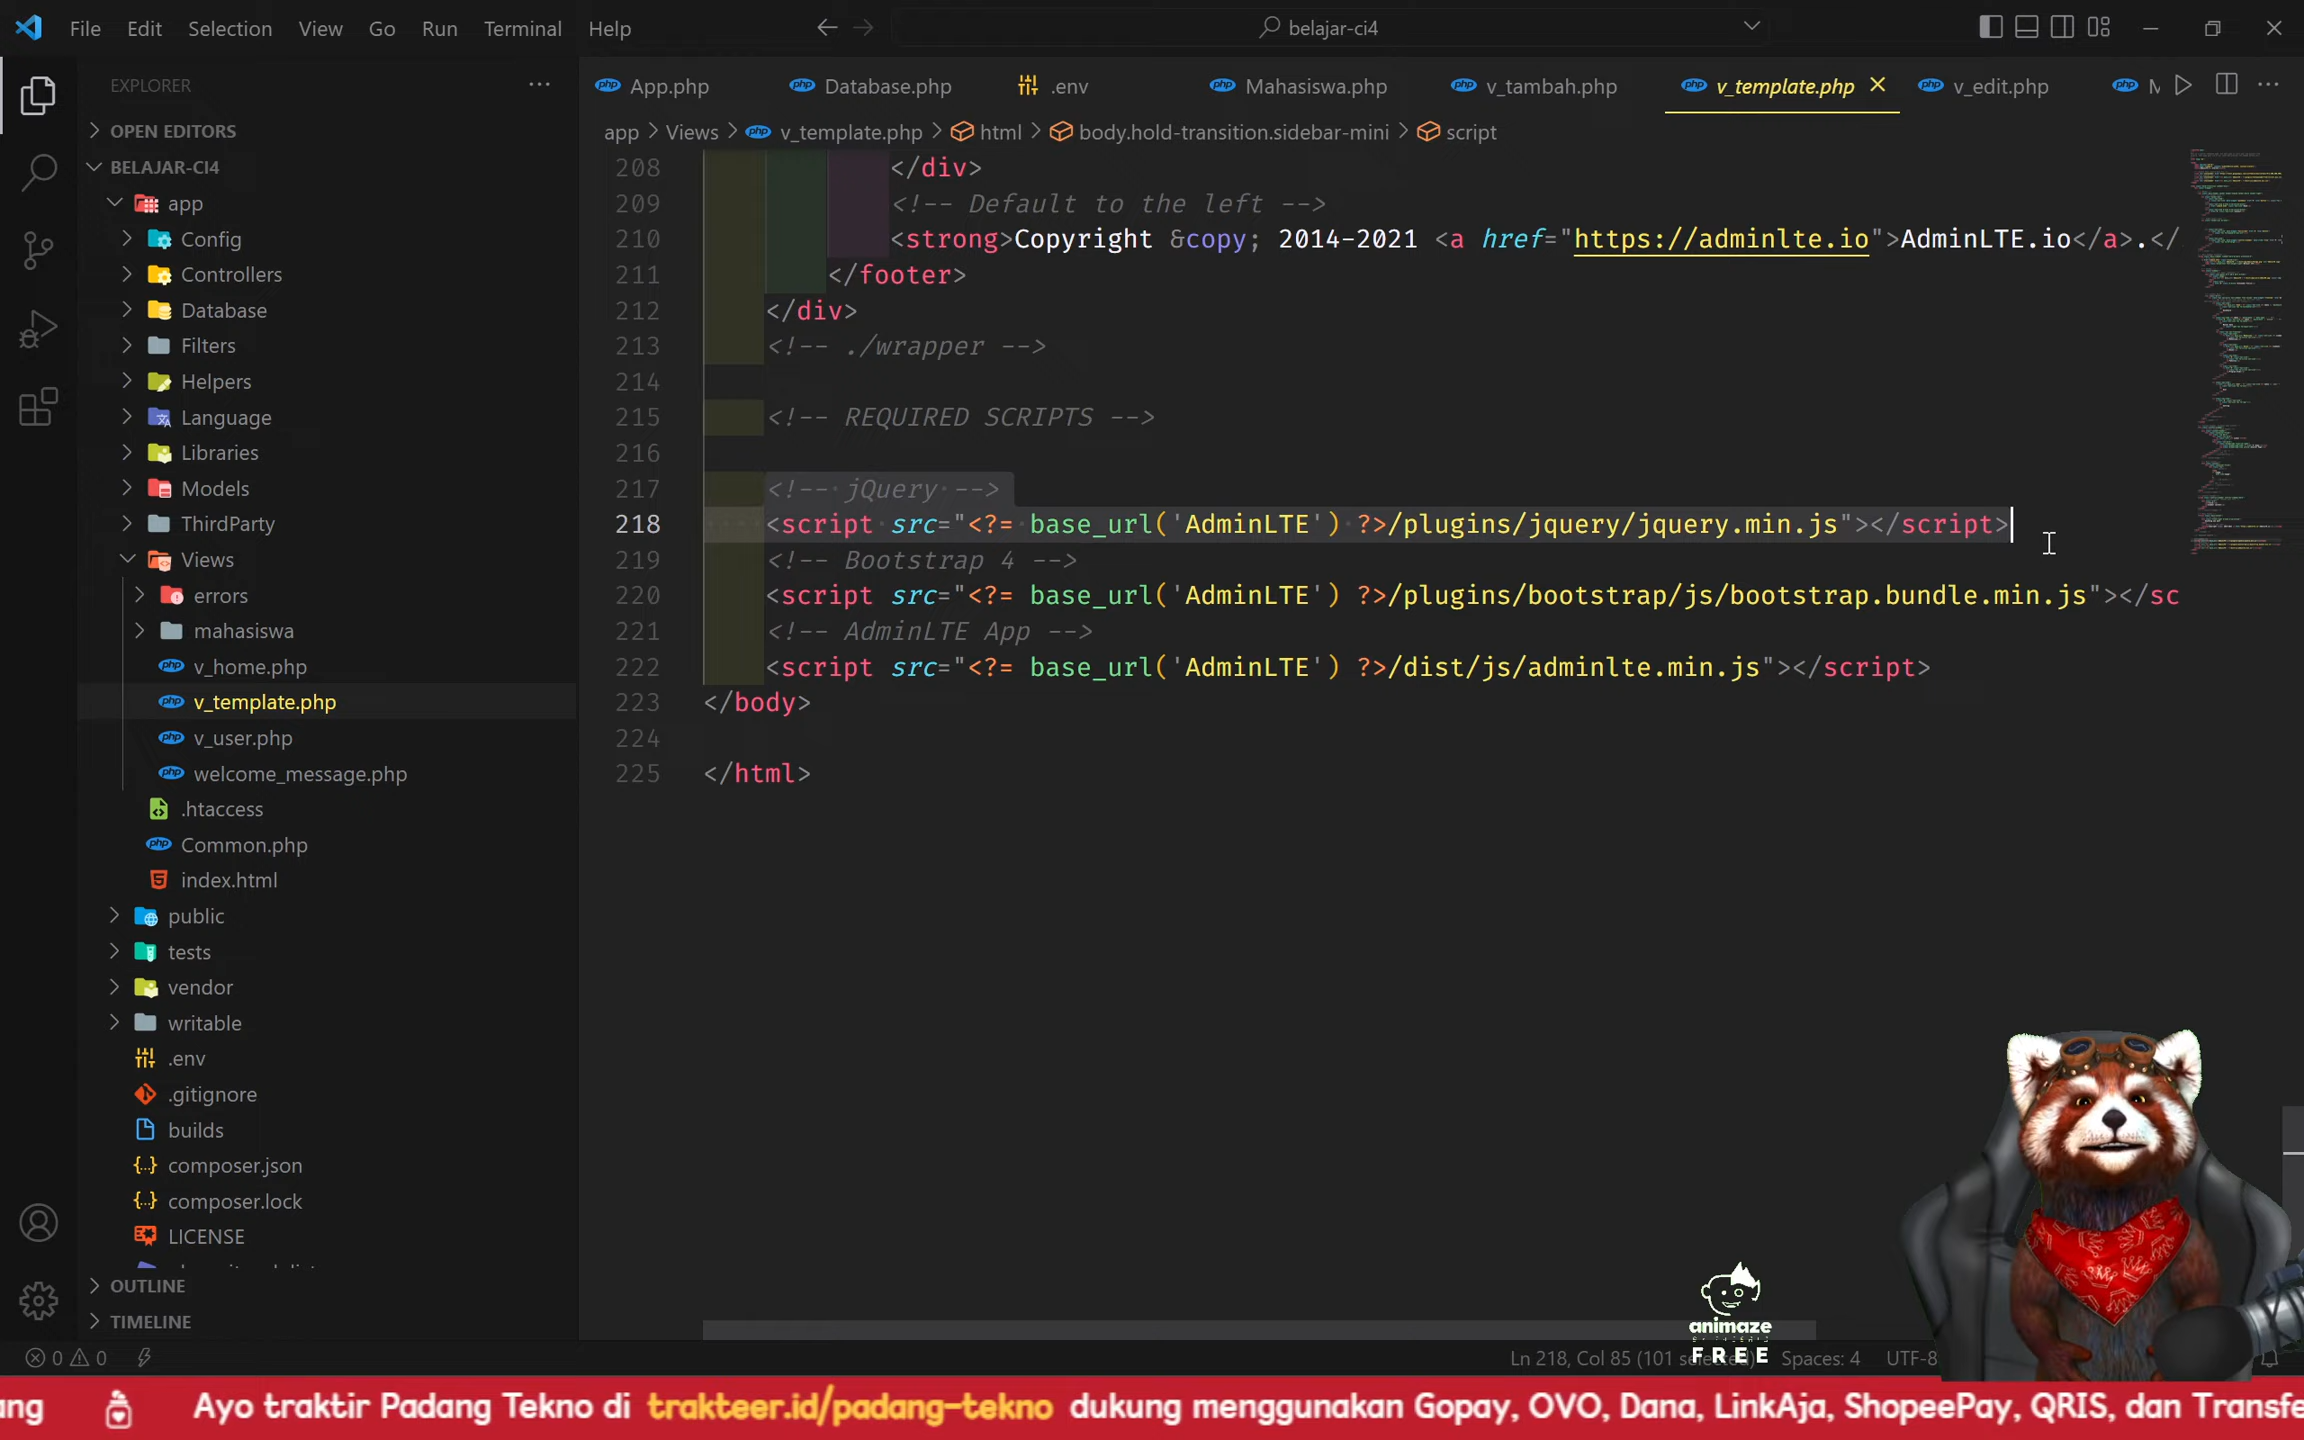 File Edit Selection View Go Run Terminal Help
belajar-ci4
EXPLORER
OPEN EDITORS
BELAJAR-CI4
app
Config
Controllers
Database
Filters
Helpers
Language
Libraries
Models
ThirdParty
Views
errors
mahasiswa
v_home.php
v_template.php
v_user.php
welcome_message.php
.htaccess
Common.php
index.html
public
tests
vendor
writable
.env
.gitignore
builds
composer.json
composer.lock
LICENSE
OUTLINE
TIMELINE
App.php Database.php .env Mahasiswa.php v_tambah.php v_template.php v_edit.php M
app > Views > v_template.php > html > body.hold-transition.sidebar-mini > script
208 </div>
209 <!-- Default to the left -->
210 <strong>Copyright &copy; 2014-2021 <a href="https://adminlte.io">AdminLTE.io</a>.</
211 </footer>
212 </div>
213 <!-- ./wrapper -->
214
215 <!-- REQUIRED SCRIPTS -->
216
217 <!-- jQuery -->
218 <script src="<?= base_url('AdminLTE') ?>/plugins/jquery/jquery.min.js"></script>
219 <!-- Bootstrap 4 -->
220 <script src="<?= base_url('AdminLTE') ?>/plugins/bootstrap/js/bootstrap.bundle.min.js"></sc
221 <!-- AdminLTE App -->
222 <script src="<?= base_url('AdminLTE') ?>/dist/js/adminlte.min.js"></script>
223 </body>
224
225 </html>
animaze
FREE
0 0 Ln 218, Col 85 (101 Spaces: 4 UTF-8
ang Ayo traktir Padang Tekno di trakteer.id/padang-tekno dukung menggunakan Gopay, OVO, Dana, LinkAja, ShopeePay, QRIS, dan Transfe